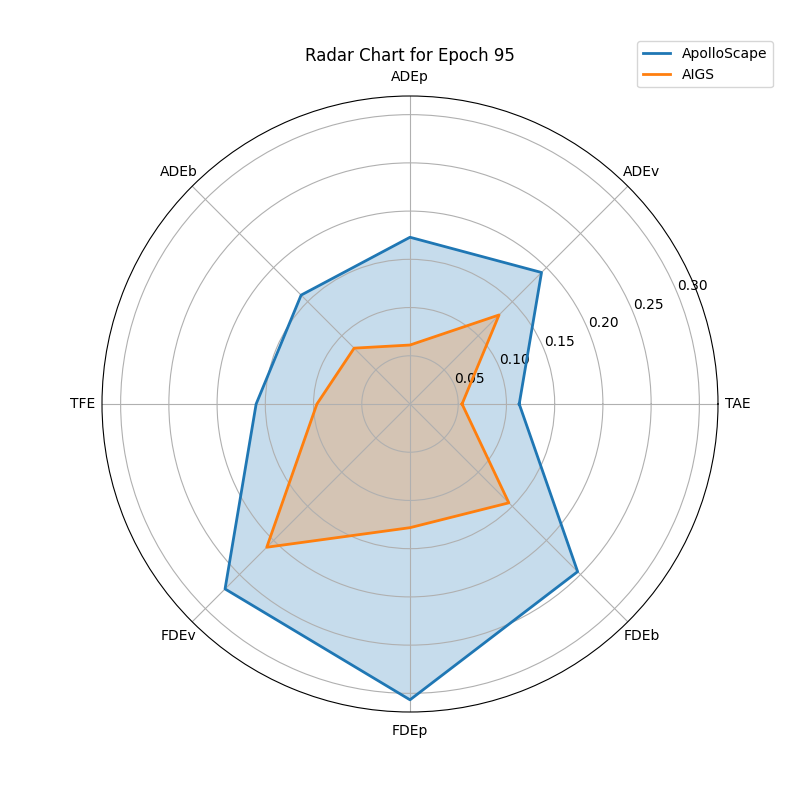 Radar Chart for Epoch 95
ApolloScape
AIGS
ADEp
ADEb
ADEv
0.30
0.25
0.20
0.15
0.10
0.05
TFE
TAE
FDEv
FDEb
FDEp